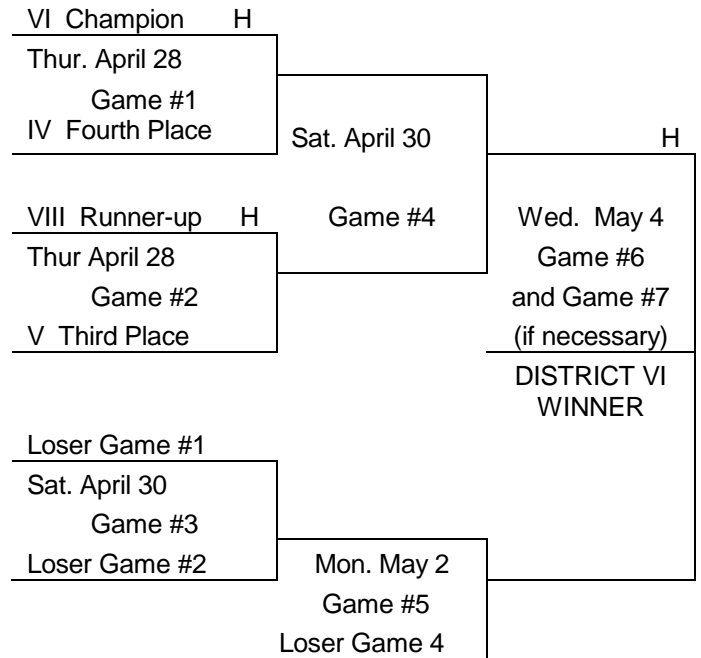 VI Champion H
Thur. April 28
Game #1
IV Fourth Place
Sat. April 30
H
VIII Runner-up H
Game #4
Wed. May 4
Thur April 28
Game #6
Game #2
and Game #7
V Third Place
(if necessary)
DISTRICT VI
WINNER
Loser Game #1
Sat. April 30
Game #3
Loser Game #2
Mon. May 2
Game #5
Loser Game 4